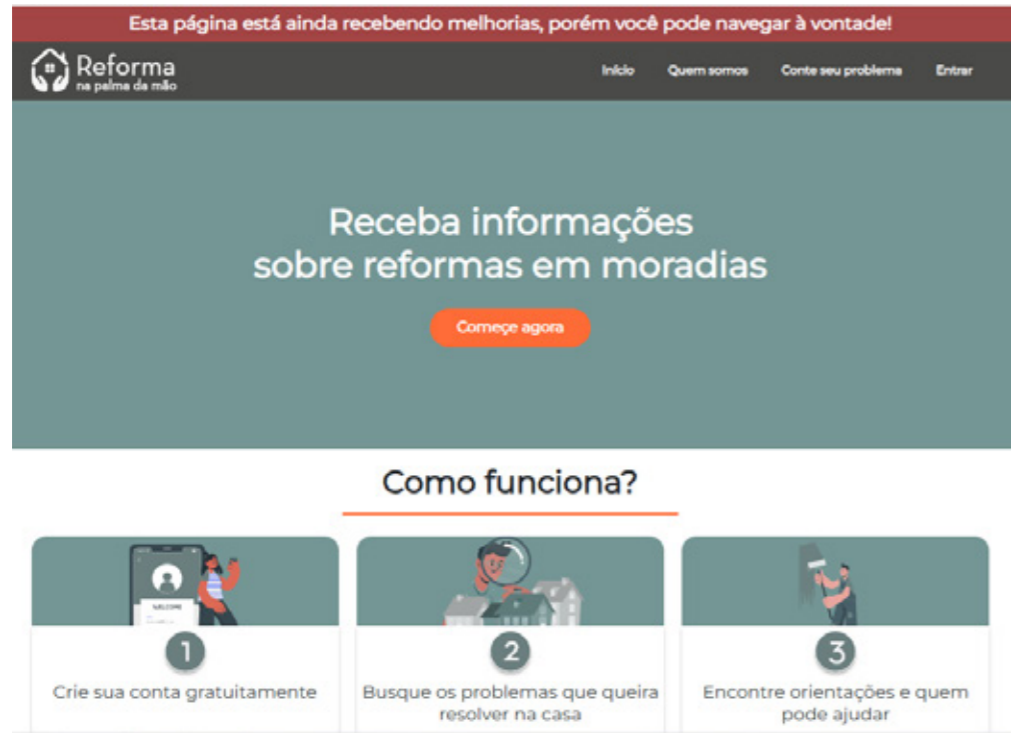 Esta página está ainda recebendo melhorias, porém você pode navegar à vontade!
Reforma
na palma da mão
Início Quem somos Conte seu problema Entrar
Receba informações
sobre reformas em moradias
Começe agora
Como funciona?
WELCOME
1
Crie sua conta gratuitamente
2
Busque os problemas que queira
resolver na casa
3
Encontre orientações e quem
pode ajudar